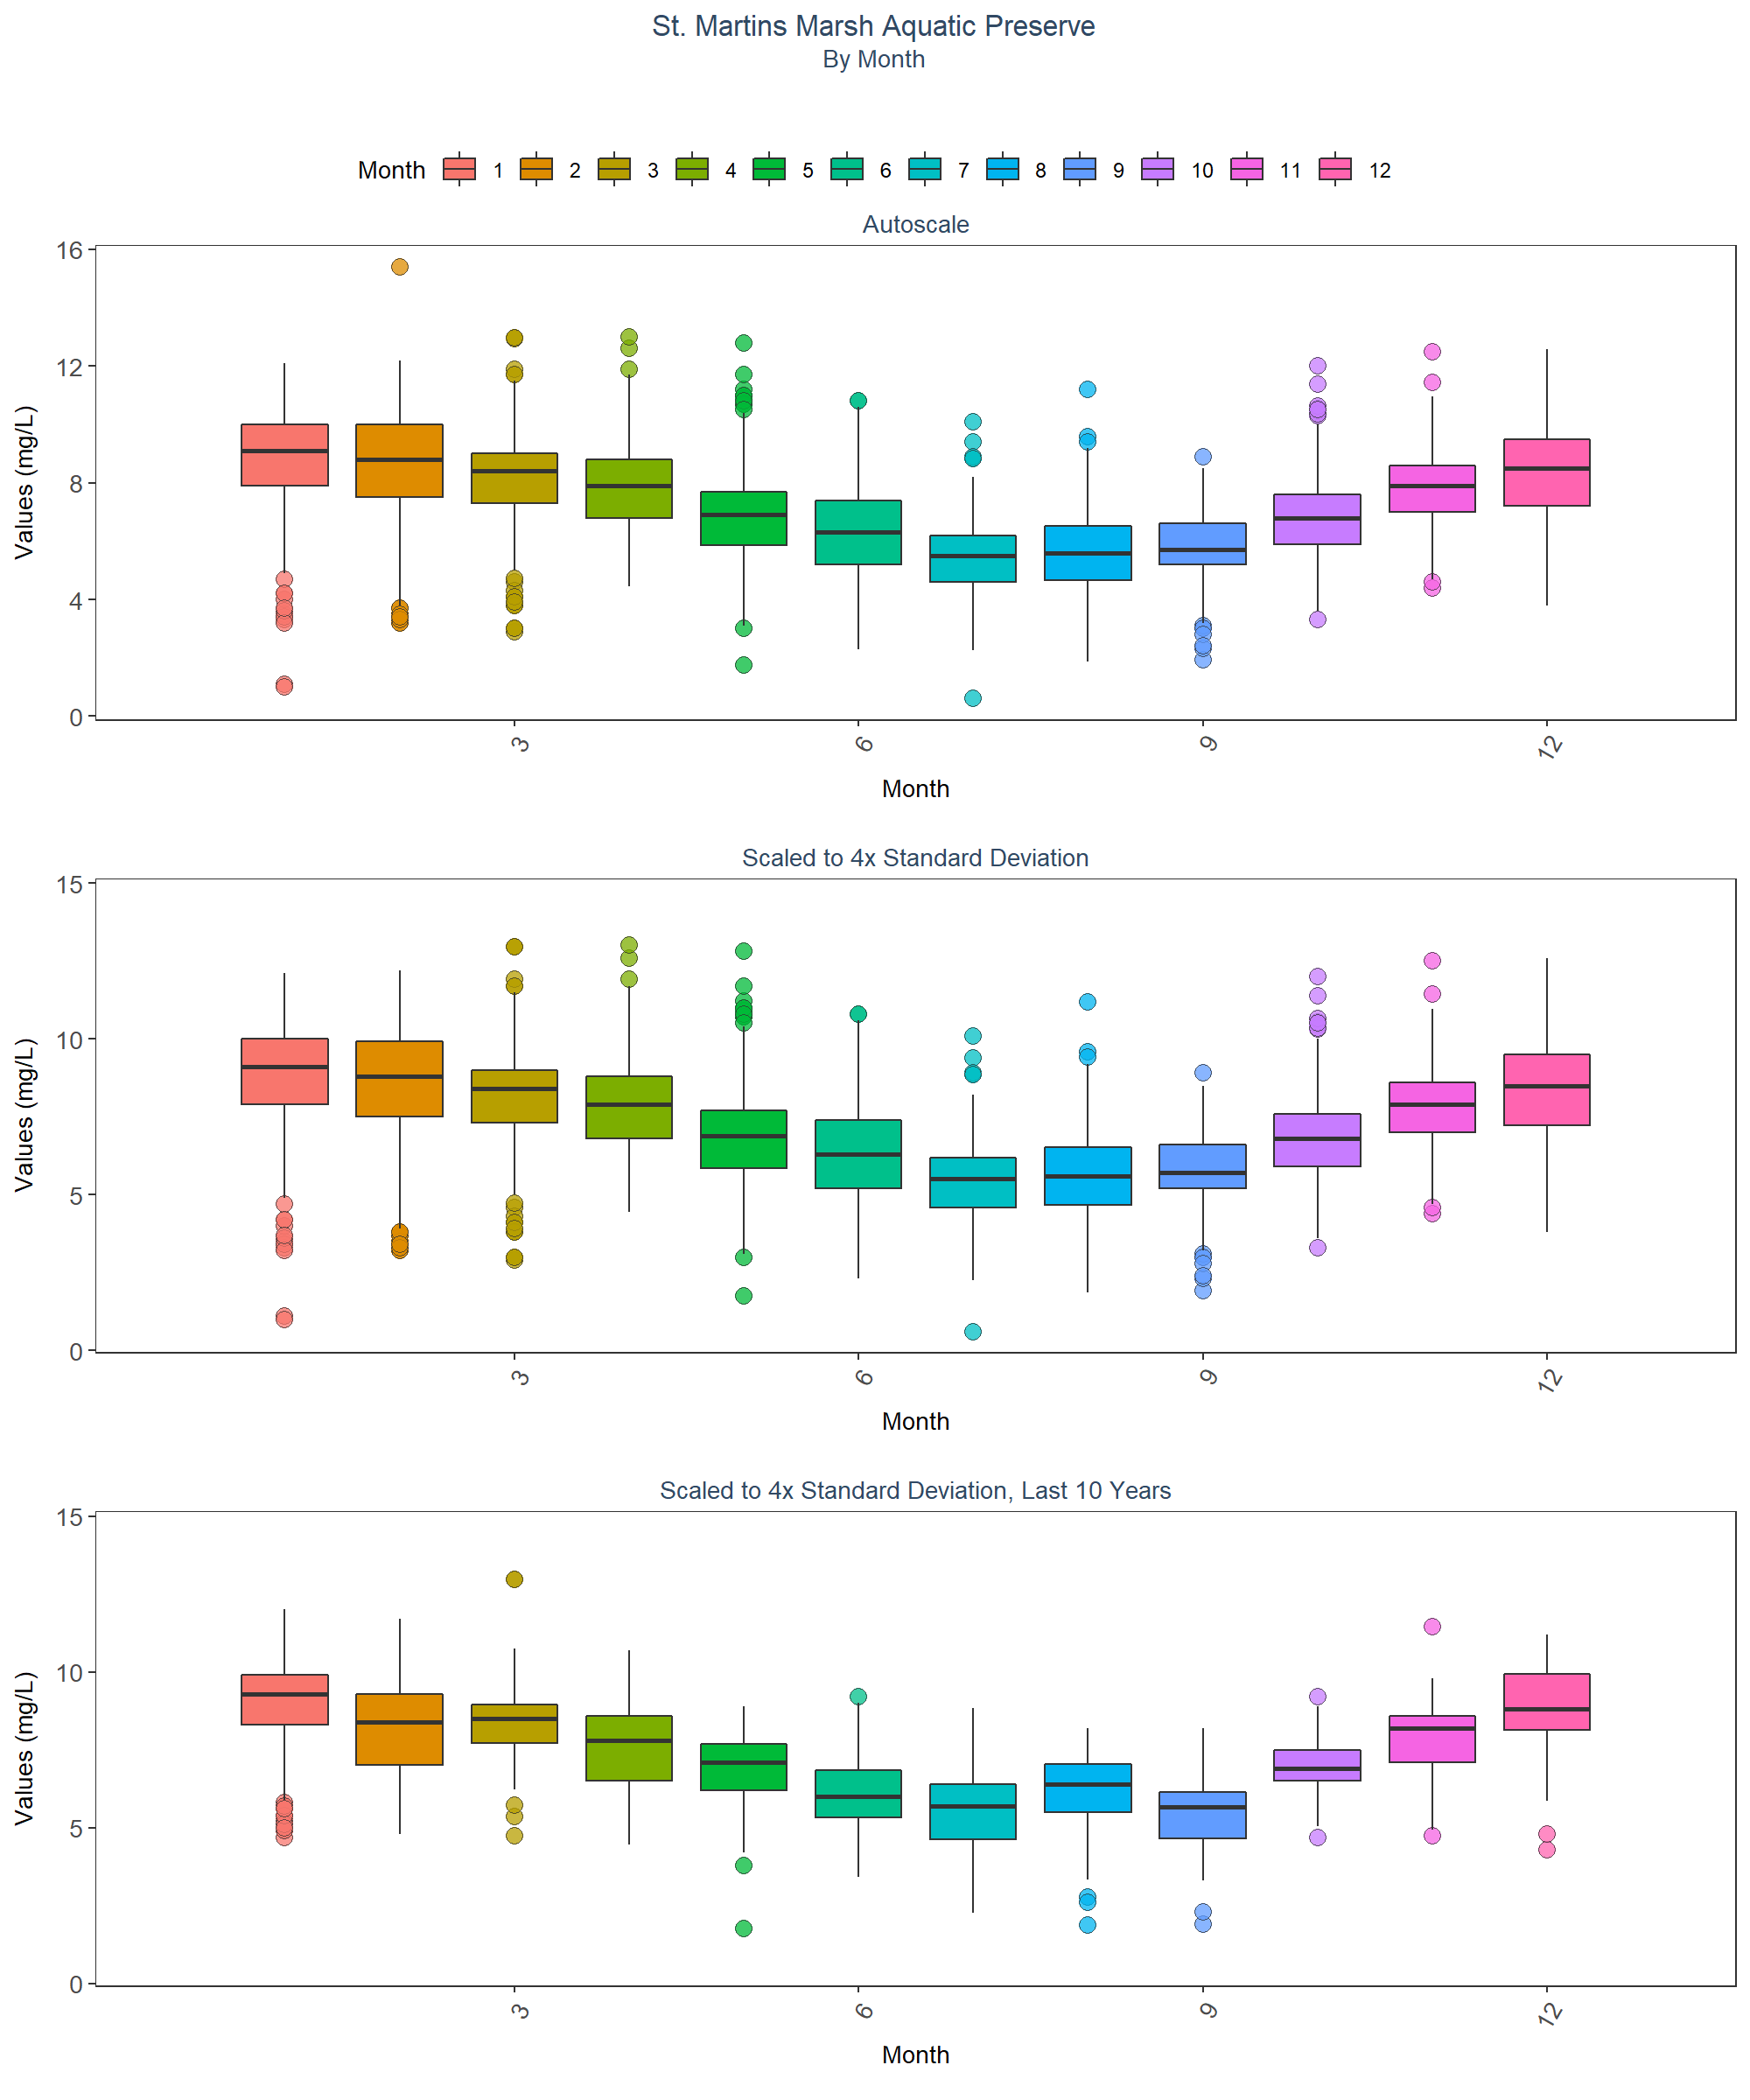 St. Martins Marsh Aquatic Preserve
By Month
Month 1 2 3 4 5 6 7 8 9 10 11 12
Autoscale
16
12
8
4
0
Values (mg/L)
3 6 9 12
Month
Scaled to 4x Standard Deviation
15
10
5
0
Values (mg/L)
3 6 9 12
Month
Scaled to 4x Standard Deviation, Last 10 Years
15
10
5
0
Values (mg/L)
3 6 9 12
Month